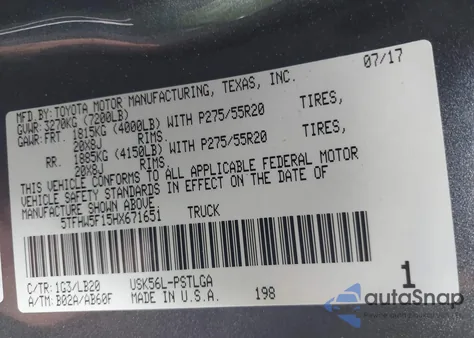 MFD.BY:TOYOTA MOTOR MANUFACTURING, TEXAS, INC. 07/17
GVWR: 3270KG (7200LB)
GAWR: FRT. 1815KG (4000LB) WITH P275/55R20 TIRES,
20X8J RIMS.
RR. 1885KG (4150LB) WITH P275/55R20 TIRES,
20X8J RIMS.
THIS VEHICLE CONFORMS TO ALL APPLICABLE FEDERAL MOTOR
VEHICLE SAFETY STANDARDS IN EFFECT ON THE DATE OF
MANUFACTURE SHOWN ABOVE.
5TFHW5F15HX671651 TRUCK
C/TR: 1G3/LB20 USK56L-PSTLGA 1
A/TM: B02A/AB60F MADE IN U.S.A. 198
autoSnap